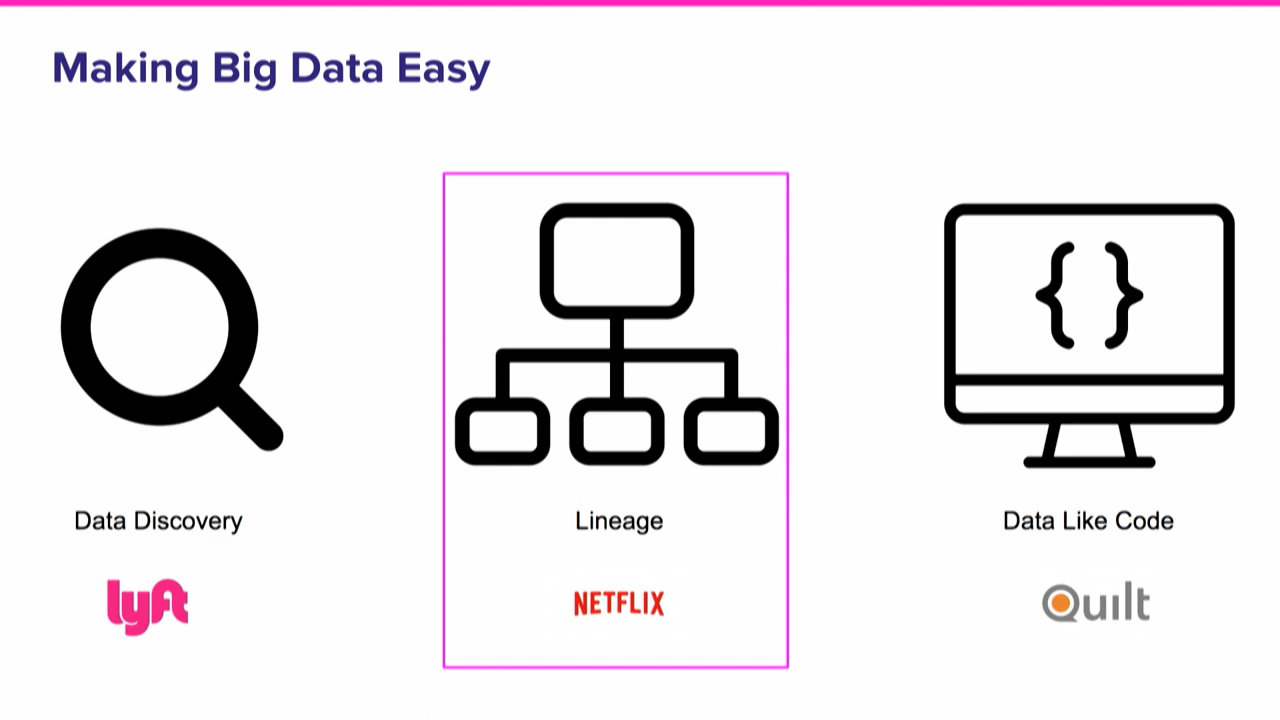 Making Big Data Easy
{ }
Data Discovery
Lineage
Data Like Code
lyft
NETFLIX
Quilt